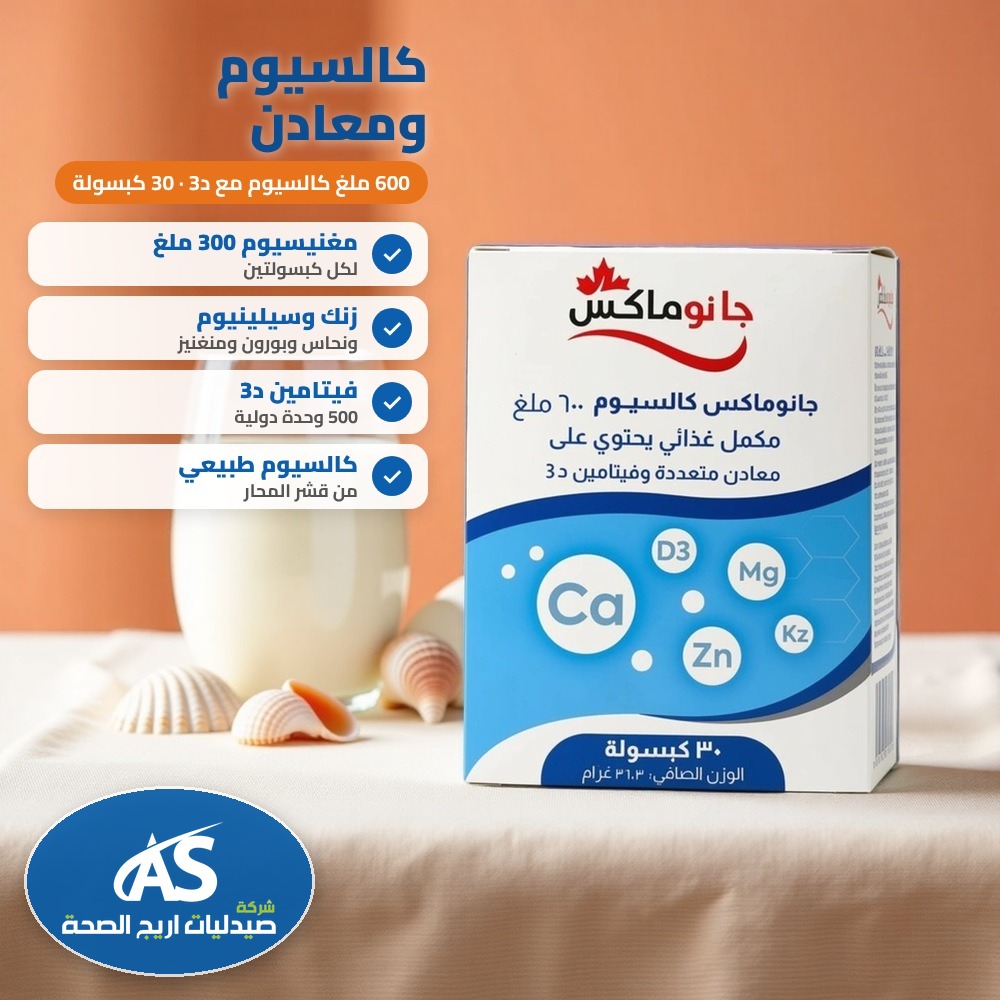 كالسيوم
ومعادن
600 ملغ كالسيوم مع د3 · 30 كبسولة
مغنيسيوم 300 ملغ
لكل كبسولتين
زنك وسيلينيوم
ونحاس وبورون ومنغنيز
فيتامين د3
500 وحدة دولية
كالسيوم طبيعي
من قشر المحار
جانوماكس
جانوماكس كالسيوم ٦٠٠ ملغ
مكمل غذائي يحتوي على
معادن متعددة وفيتامين د3
D3
Mg
Ca
Kz
Zn
٣٠ كبسولة
الوزن الصافي: ٣٦.٣ غرام
AS
شركة
صيدليات اريج الصحة